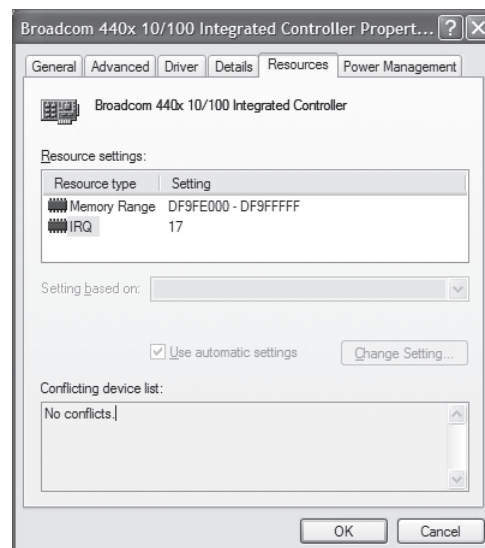 Broadcom 440x 10/100 Integrated Controller Propert... ? X
General Advanced Driver Details Resources Power Management
Broadcom 440x 10/100 Integrated Controller
Resource settings:
Resource type Setting
Memory Range DF9FE000 - DF9FFFFF
IRQ 17
Setting based on:
Use automatic settings Change Setting...
Conflicting device list:
No conflicts.
OK Cancel